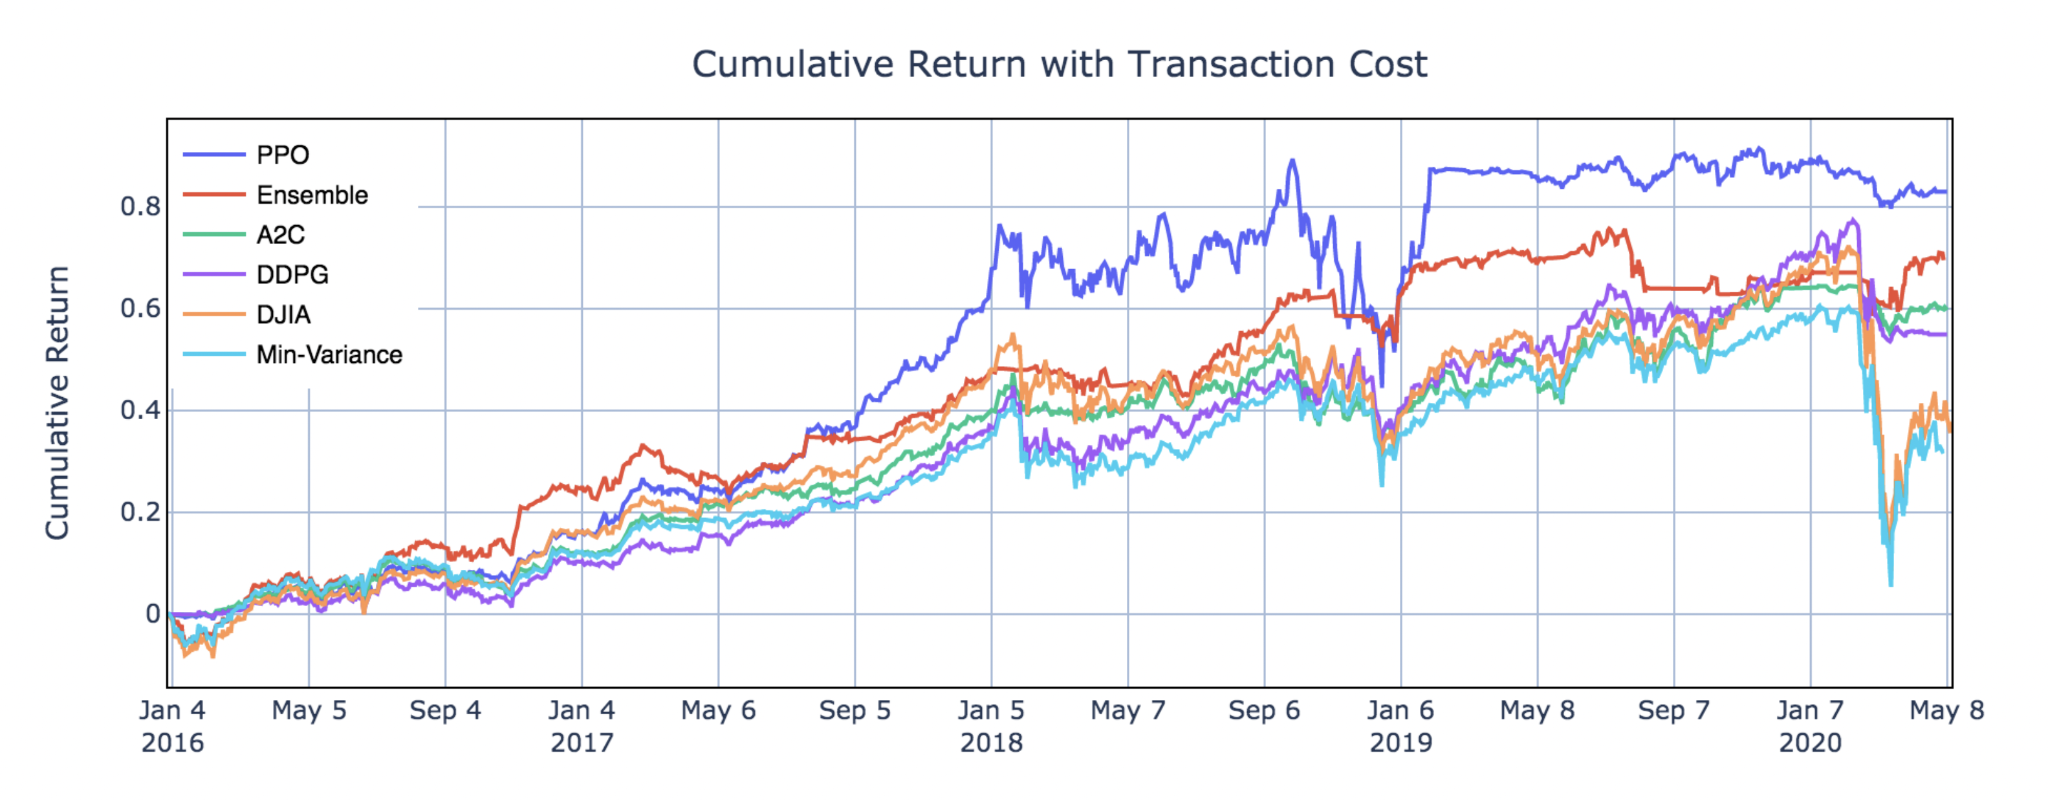 Cumulative Return with Transaction Cost
PPO
Ensemble
A2C
DDPG
DJIA
Min-Variance
Cumulative Return
0.8
0.6
0.4
0.2
0
Jan 4 May 5 Sep 4 Jan 4 May 6 Sep 5 Jan 5 May 7 Sep 6 Jan 6 May 8 Sep 7 Jan 7 May 8
2016 2017 2018 2019 2020